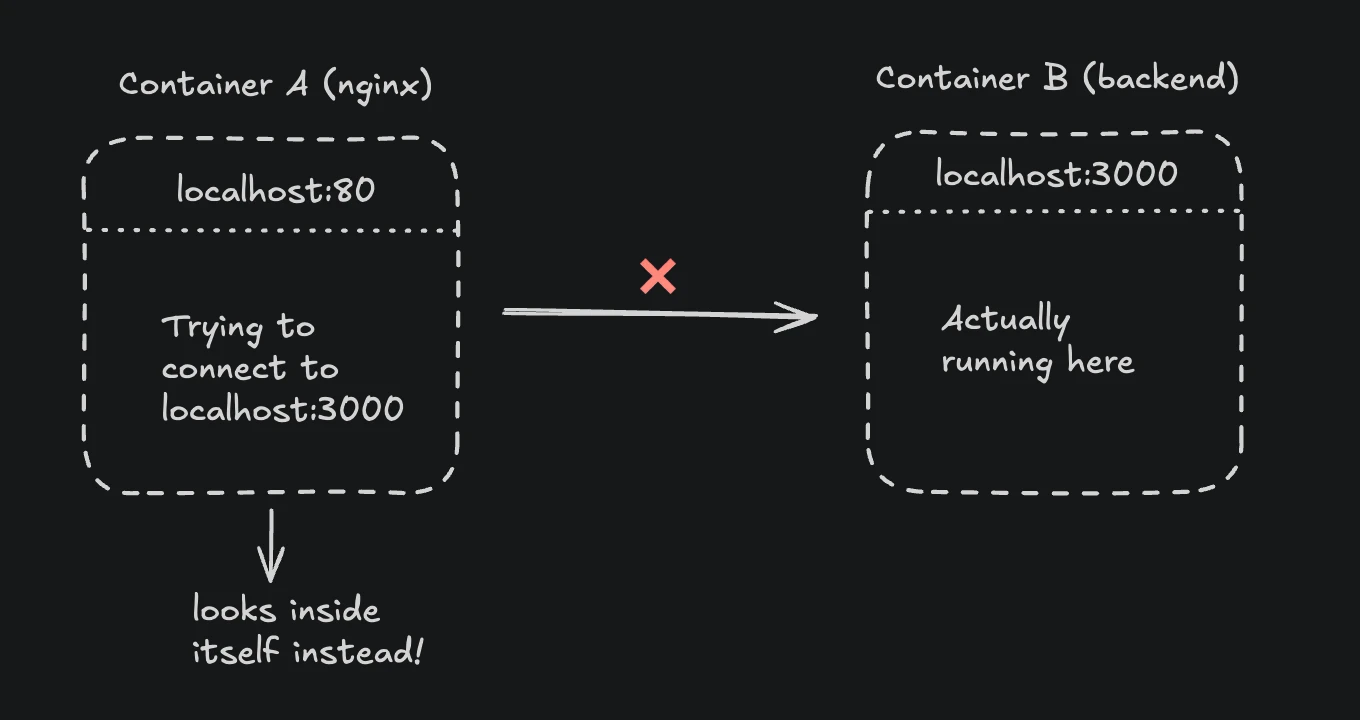 Container A (nginx)
localhost:80
Trying to
connect to
localhost:3000
looks inside
itself instead!
Container B (backend)
localhost:3000
Actually
running here